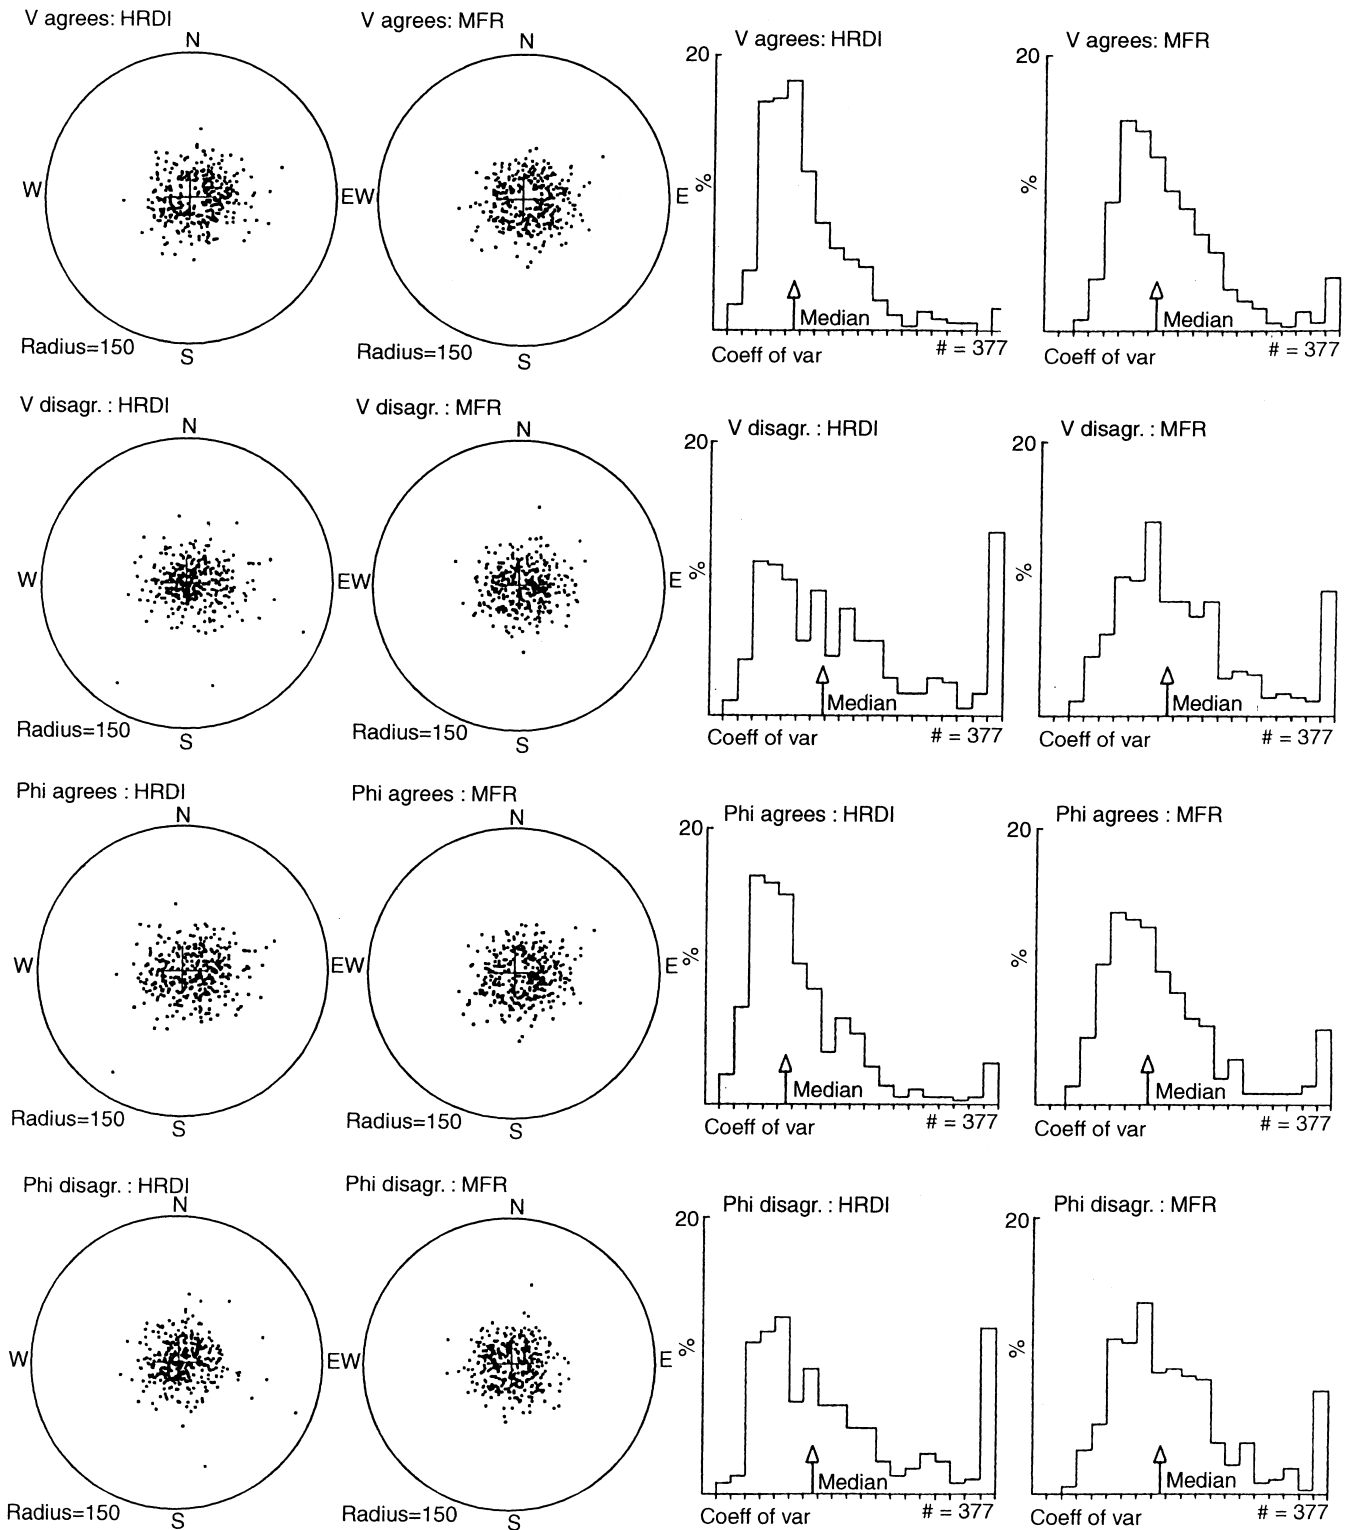 V agrees: HRDI
N
W
E
Radius=150
S
V agrees: MFR
N
W
E
Radius=150
S
V agrees: HRDI
20
%
Median
Coeff of var
# = 377
V agrees: MFR
20
%
Median
Coeff of var
# = 377
V disagr. : HRDI
N
W
E
Radius=150
S
V disagr. : MFR
N
W
E
Radius=150
S
V disagr. : HRDI
20
%
Median
Coeff of var
# = 377
V disagr. : MFR
20
%
Median
Coeff of var
# = 377
Phi agrees : HRDI
N
W
E
Radius=150
S
Phi agrees : MFR
N
W
E
Radius=150
S
Phi agrees : HRDI
20
%
Median
Coeff of var
# = 377
Phi agrees : MFR
20
%
Median
Coeff of var
# = 377
Phi disagr. : HRDI
N
W
E
Radius=150
S
Phi disagr. : MFR
N
W
E
Radius=150
S
Phi disagr. : HRDI
20
%
Median
Coeff of var
# = 377
Phi disagr. : MFR
20
%
Median
Coeff of var
# = 377